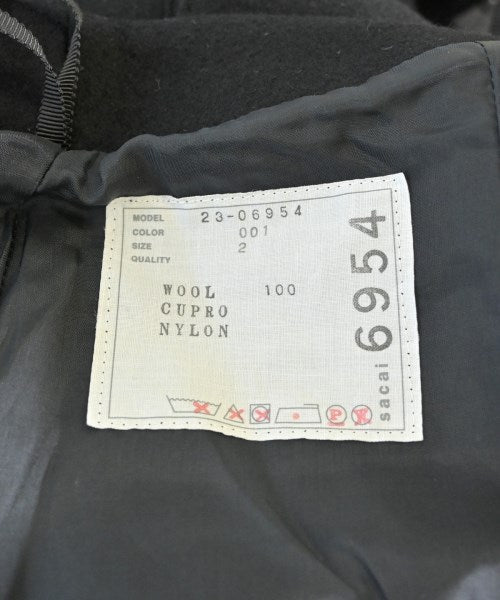 MODEL 23-06954
COLOR 001
SIZE 2
QUALITY
WOOL 100
CUPRO
NYLON
P
sacai 6954